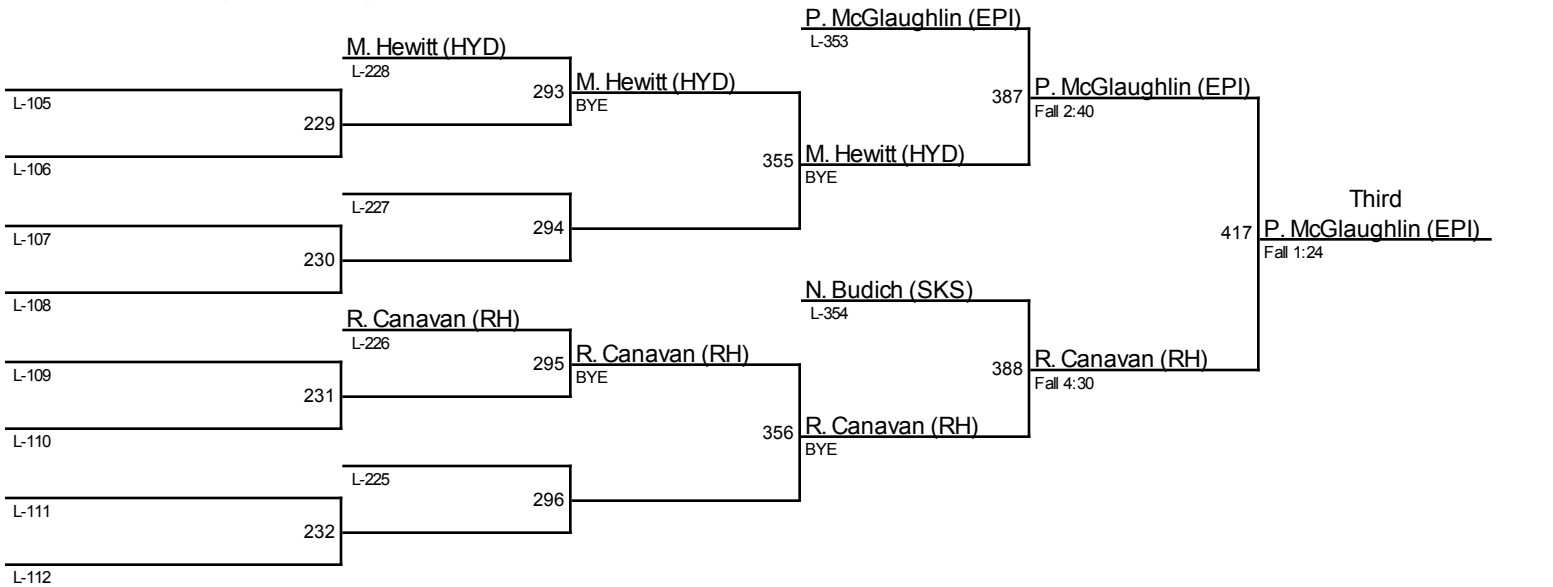 L-105
L-106
L-107
L-108
L-109
L-110
L-111
L-112
229
230
231
232
M. Hewitt (HYD)
L-228
L-227
R. Canavan (RH)
L-226
L-225
293
294
295
296
M. Hewitt (HYD)
BYE
R. Canavan (RH)
BYE
355
356
P. McGlaughlin (EPI)
L-353
M. Hewitt (HYD)
BYE
N. Budich (SKS)
L-354
R. Canavan (RH)
BYE
387
388
P. McGlaughlin (EPI)
Fall 2:40
R. Canavan (RH)
Fall 4:30
417
Third
P. McGlaughlin (EPI)
Fall 1:24